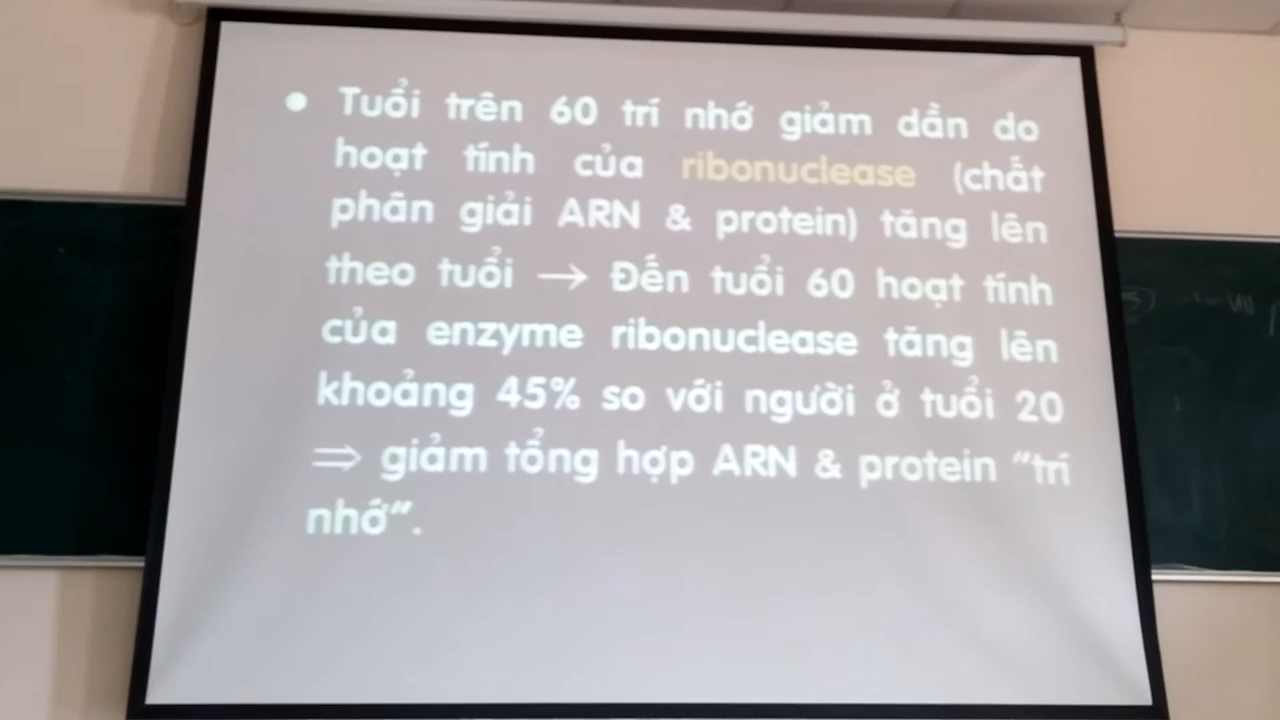 ● Tuổi trên 60 trí nhớ giảm dần do
hoạt tính của ribonuclease (chất
phân giải ARN & protein) tăng lên
theo tuổi → Đến tuổi 60 hoạt tính
của enzyme ribonuclease tăng lên
khoảng 45% so với người ở tuổi 20
⇒ giảm tổng hợp ARN & protein “trí
nhớ”.